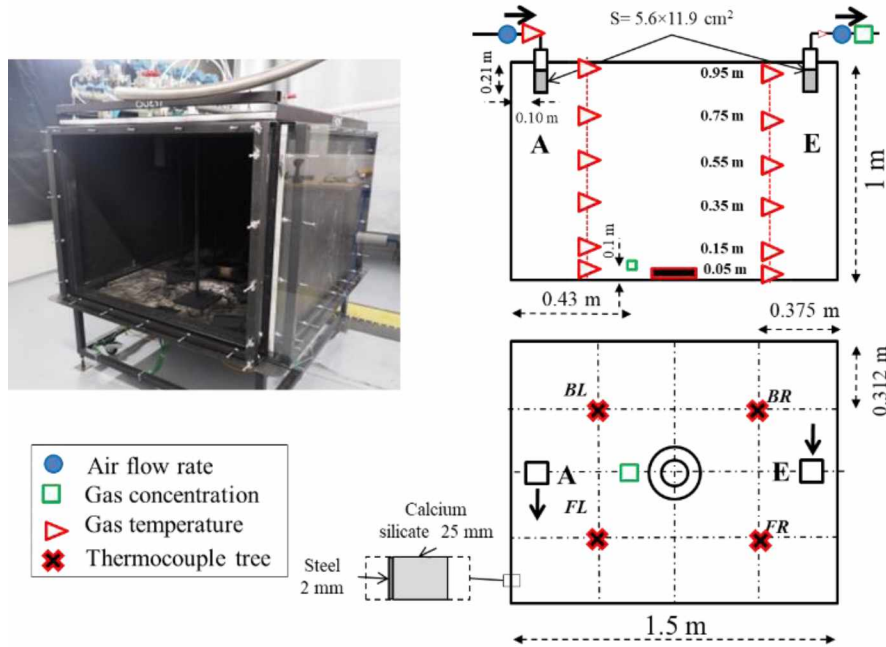 S= 5.6×11.9 cm²
0.21 m
0.10 m
A
E
0.95 m
0.75 m
0.55 m
0.35 m
0.15 m
0.05 m
0.1 m
1 m
0.43 m
0.375 m
0.312 m
BL
BR
A
E
FL
FR
1.5 m
Air flow rate
Gas concentration
Gas temperature
Thermocouple tree
Calcium
silicate
25 mm
Steel
2 mm